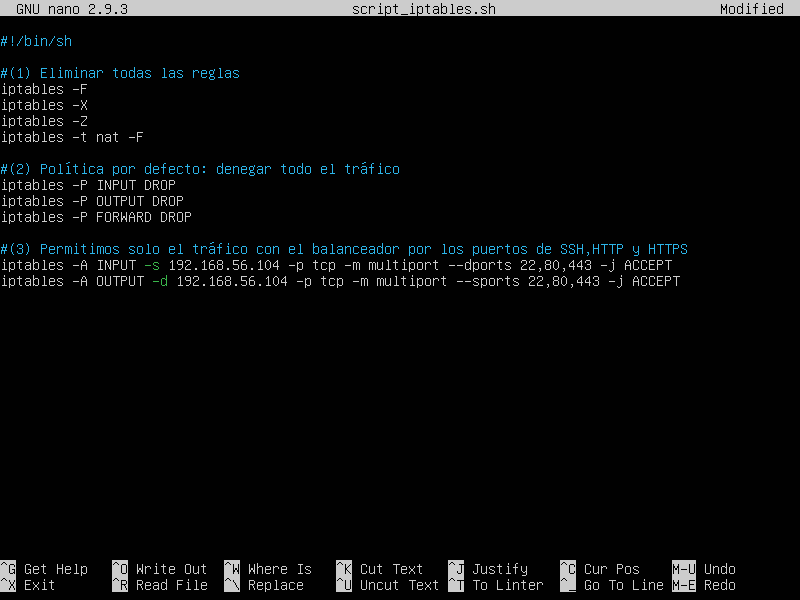 GNU nano 2.9.3 script_iptables.sh Modified
#!/bin/sh
#(1) Eliminar todas las reglas
iptables -F
iptables -X
iptables -Z
iptables -t nat -F
#(2) Política por defecto: denegar todo el tráfico
iptables -P INPUT DROP
iptables -P OUTPUT DROP
iptables -P FORWARD DROP
#(3) Permitimos solo el tráfico con el balanceador por los puertos de SSH,HTTP y HTTPS
iptables -A INPUT -s 192.168.56.104 -p tcp -m multiport --dports 22,80,443 -j ACCEPT
iptables -A OUTPUT -d 192.168.56.104 -p tcp -m multiport --sports 22,80,443 -j ACCEPT
^G Get Help ^O Write Out ^W Where Is ^K Cut Text ^J Justify ^C Cur Pos M-U Undo
^X Exit ^R Read File ^\ Replace ^U Uncut Text ^T To Linter ^_ Go To Line M-E Redo